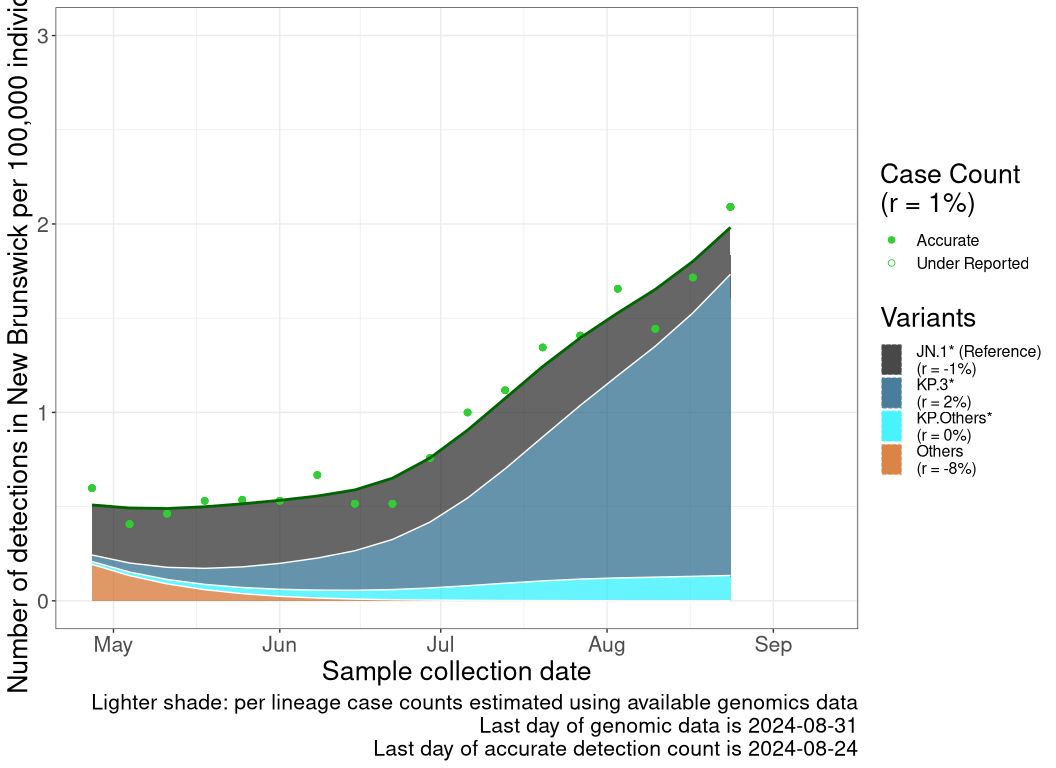 Number of detections in New Brunswick per 100,000
3
2
1
0
May Jun Jul Aug Sep
Sample collection date
Lighter shade: per lineage case counts estimated using available genomics data
Last day of genomic data is 2024-08-31
Last day of accurate detection count is 2024-08-24
Case Count
(r = 1%)
Accurate
Under Reported
Variants
JN.1* (Reference)
(r = -1%)
KP.3*
(r = 2%)
KP.Others*
(r = 0%)
Others
(r = -8%)